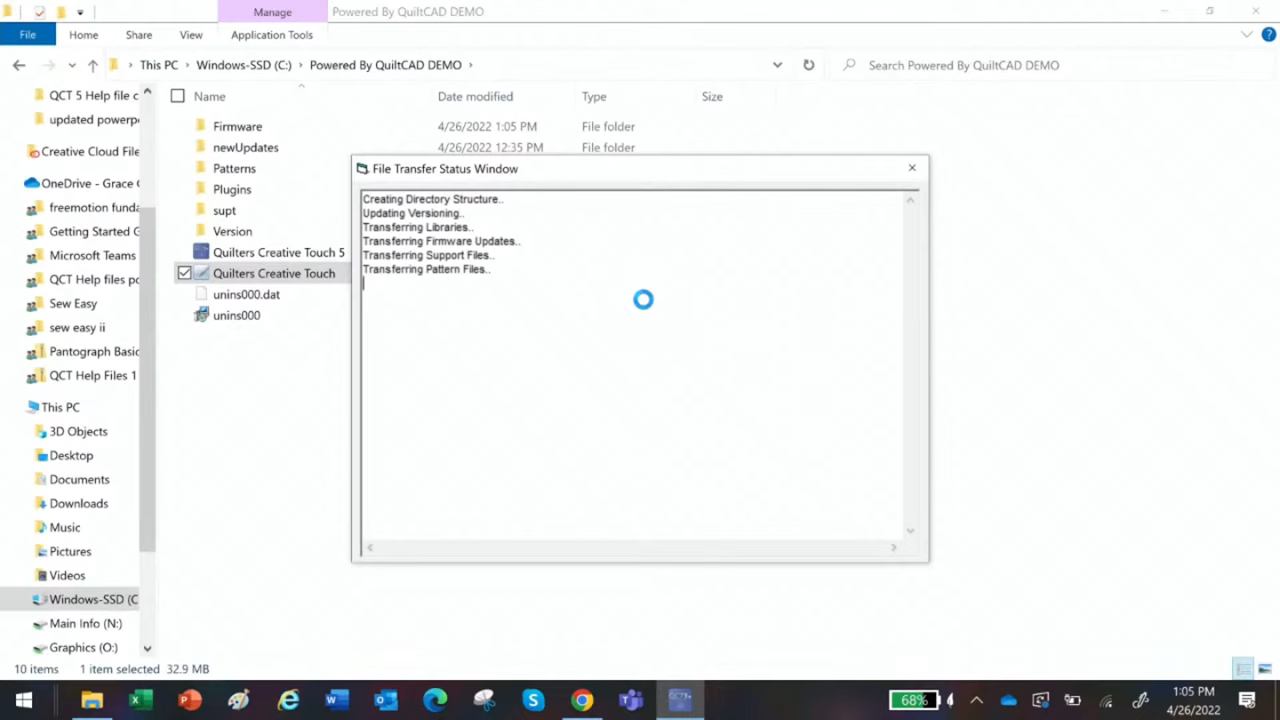 Manage
Powered By QuiltCAD DEMO
File
Home
Share
View
Application Tools
This PC > Windows-SSD (C:) > Powered By QuiltCAD DEMO >
Search Powered By QuiltCAD DEMO
Name
Date modified
Type
Size
QCT 5 Help file c
updated powerp
Creative Cloud File
OneDrive - Grace C
freemotion funda
Getting Started G
Microsoft Teams
QCT Help files po
Sew Easy
sew easy ii
Pantograph Basic
QCT Help Files 1
This PC
3D Objects
Desktop
Documents
Downloads
Music
Pictures
Videos
Windows-SSD (C
Main Info (N:)
Graphics (O:)
Firmware
4/26/2022 1:05 PM
File folder
newUpdates
4/26/2022 12:35 PM
File folder
Patterns
Plugins
supt
Version
Quilters Creative Touch 5
Quilters Creative Touch
unins000.dat
unins000
File Transfer Status Window
Creating Directory Structure..
Updating Versioning..
Transferring Libraries..
Transferring Firmware Updates..
Transferring Support Files..
Transferring Pattern Files..
10 items
1 item selected
32.9 MB
68%
1:05 PM
4/26/2022